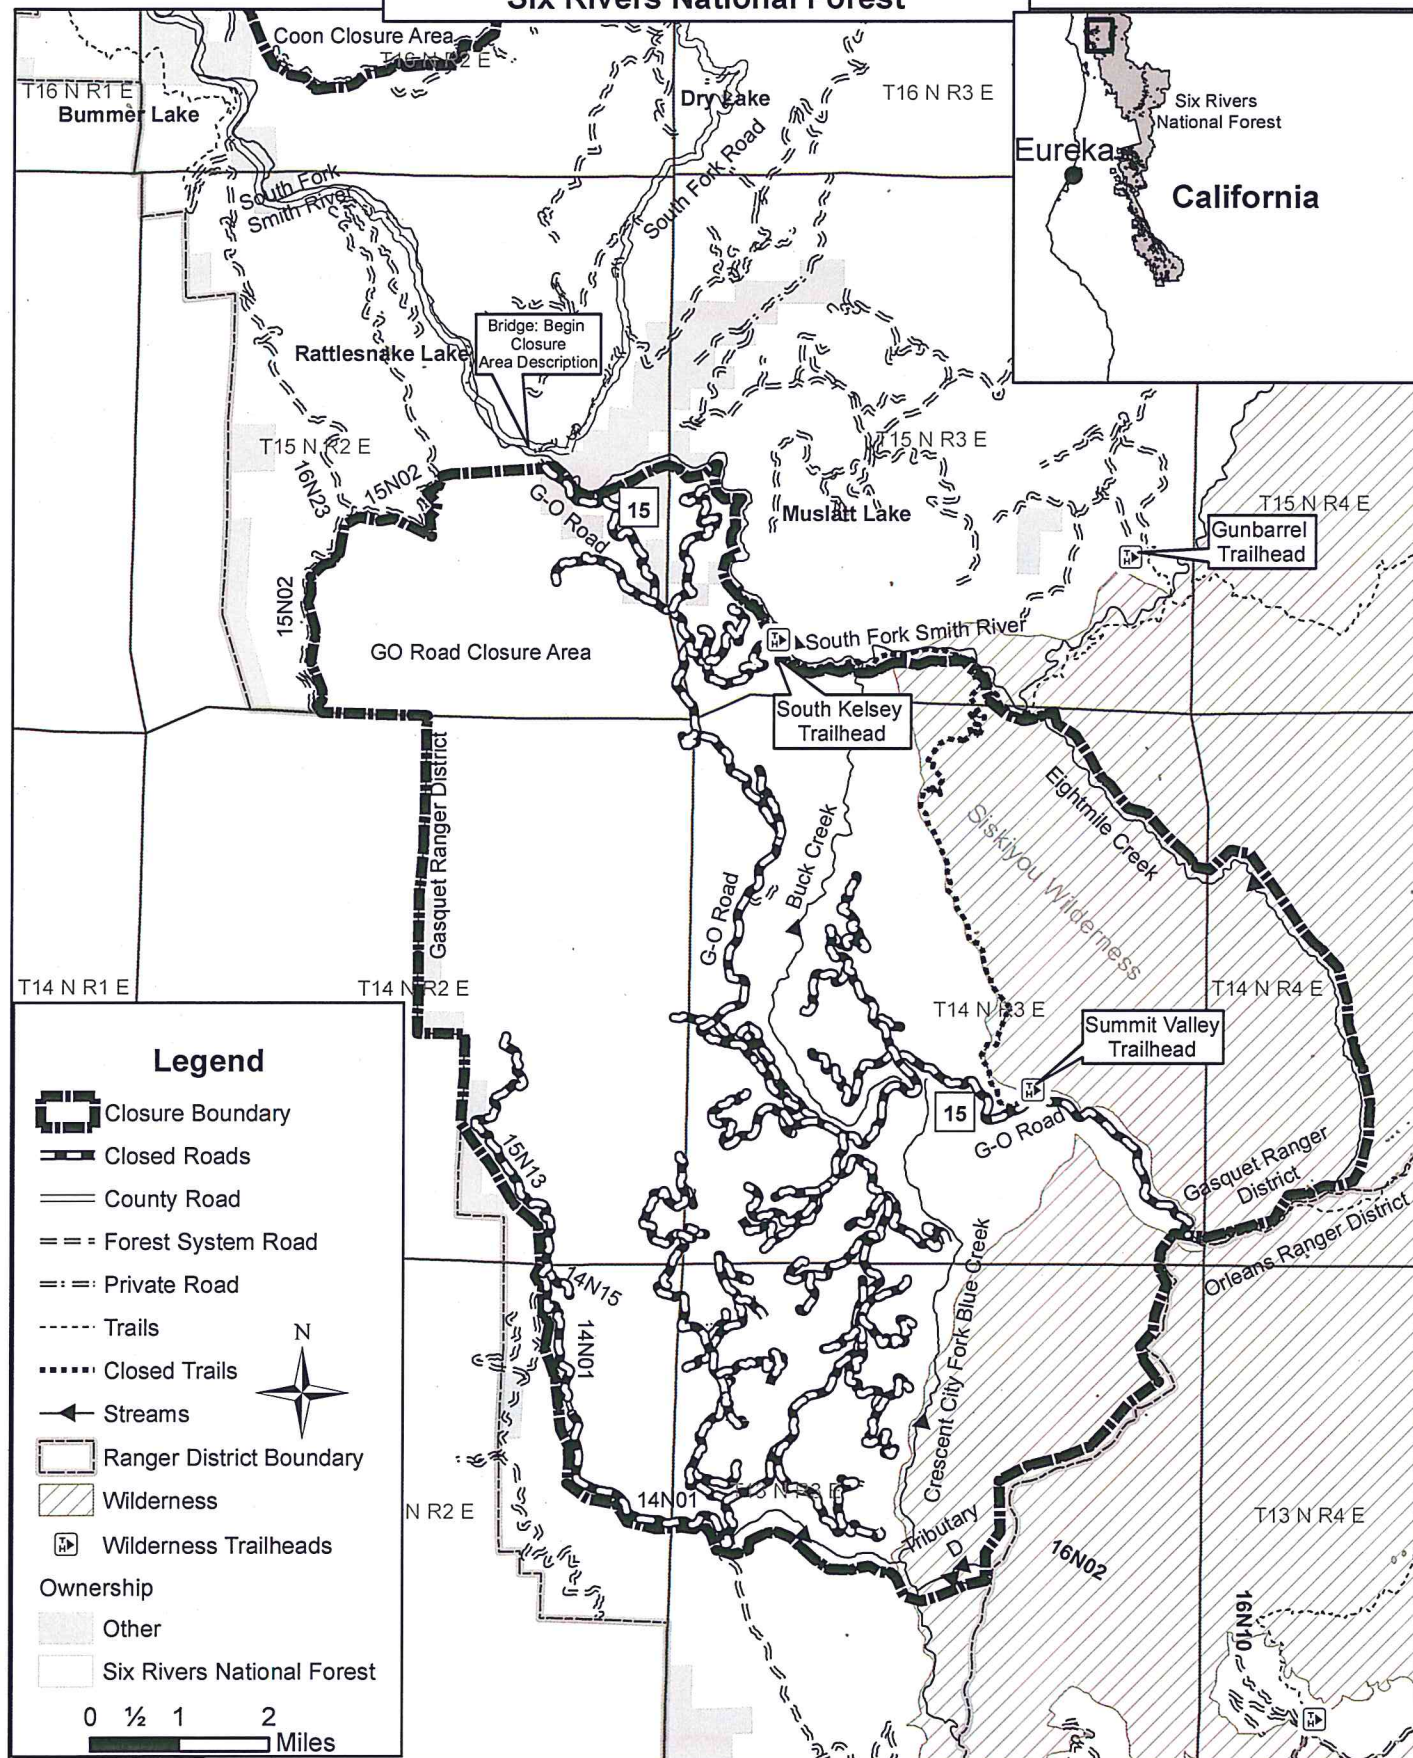 Six Rivers National Forest
Coon Closure Area
T16 N R2 E
T16 N R1 E
Bummer Lake
Dry Lake
T16 N R3 E
Six Rivers
National Forest
Eureka
California
South Fork
Smith River
South Fork Road
Bridge: Begin
Closure
Area Description
Rattlesnake Lake
T15 N R2 E
16N23
15N02
T15 N R3 E
G-O Road
15
Muslatt Lake
T15 N R4 E
Gunbarrel
Trailhead
15N02
GO Road Closure Area
South Fork Smith River
South Kelsey
Trailhead
Gasquet Ranger District
Eightmile Creek
Siskiyou Wilderness
Buck Creek
G-O Road
T14 N R1 E
T14 N R2 E
T14 N R3 E
T14 N R4 E
Summit Valley
Trailhead
15
G-O Road
15N13
Gasquet Ranger
District
Orleans Ranger District
14N15
14N01
Crescent City Fork Blue Creek
14N01
T13 N R3 E
N R2 E
Tributary
D
16N02
T13 N R4 E
16N10
Legend
Closure Boundary
Closed Roads
County Road
Forest System Road
Private Road
Trails
N
Closed Trails
Streams
Ranger District Boundary
Wilderness
TH
Wilderness Trailheads
Ownership
Other
Six Rivers National Forest
0 ½ 1 2
Miles